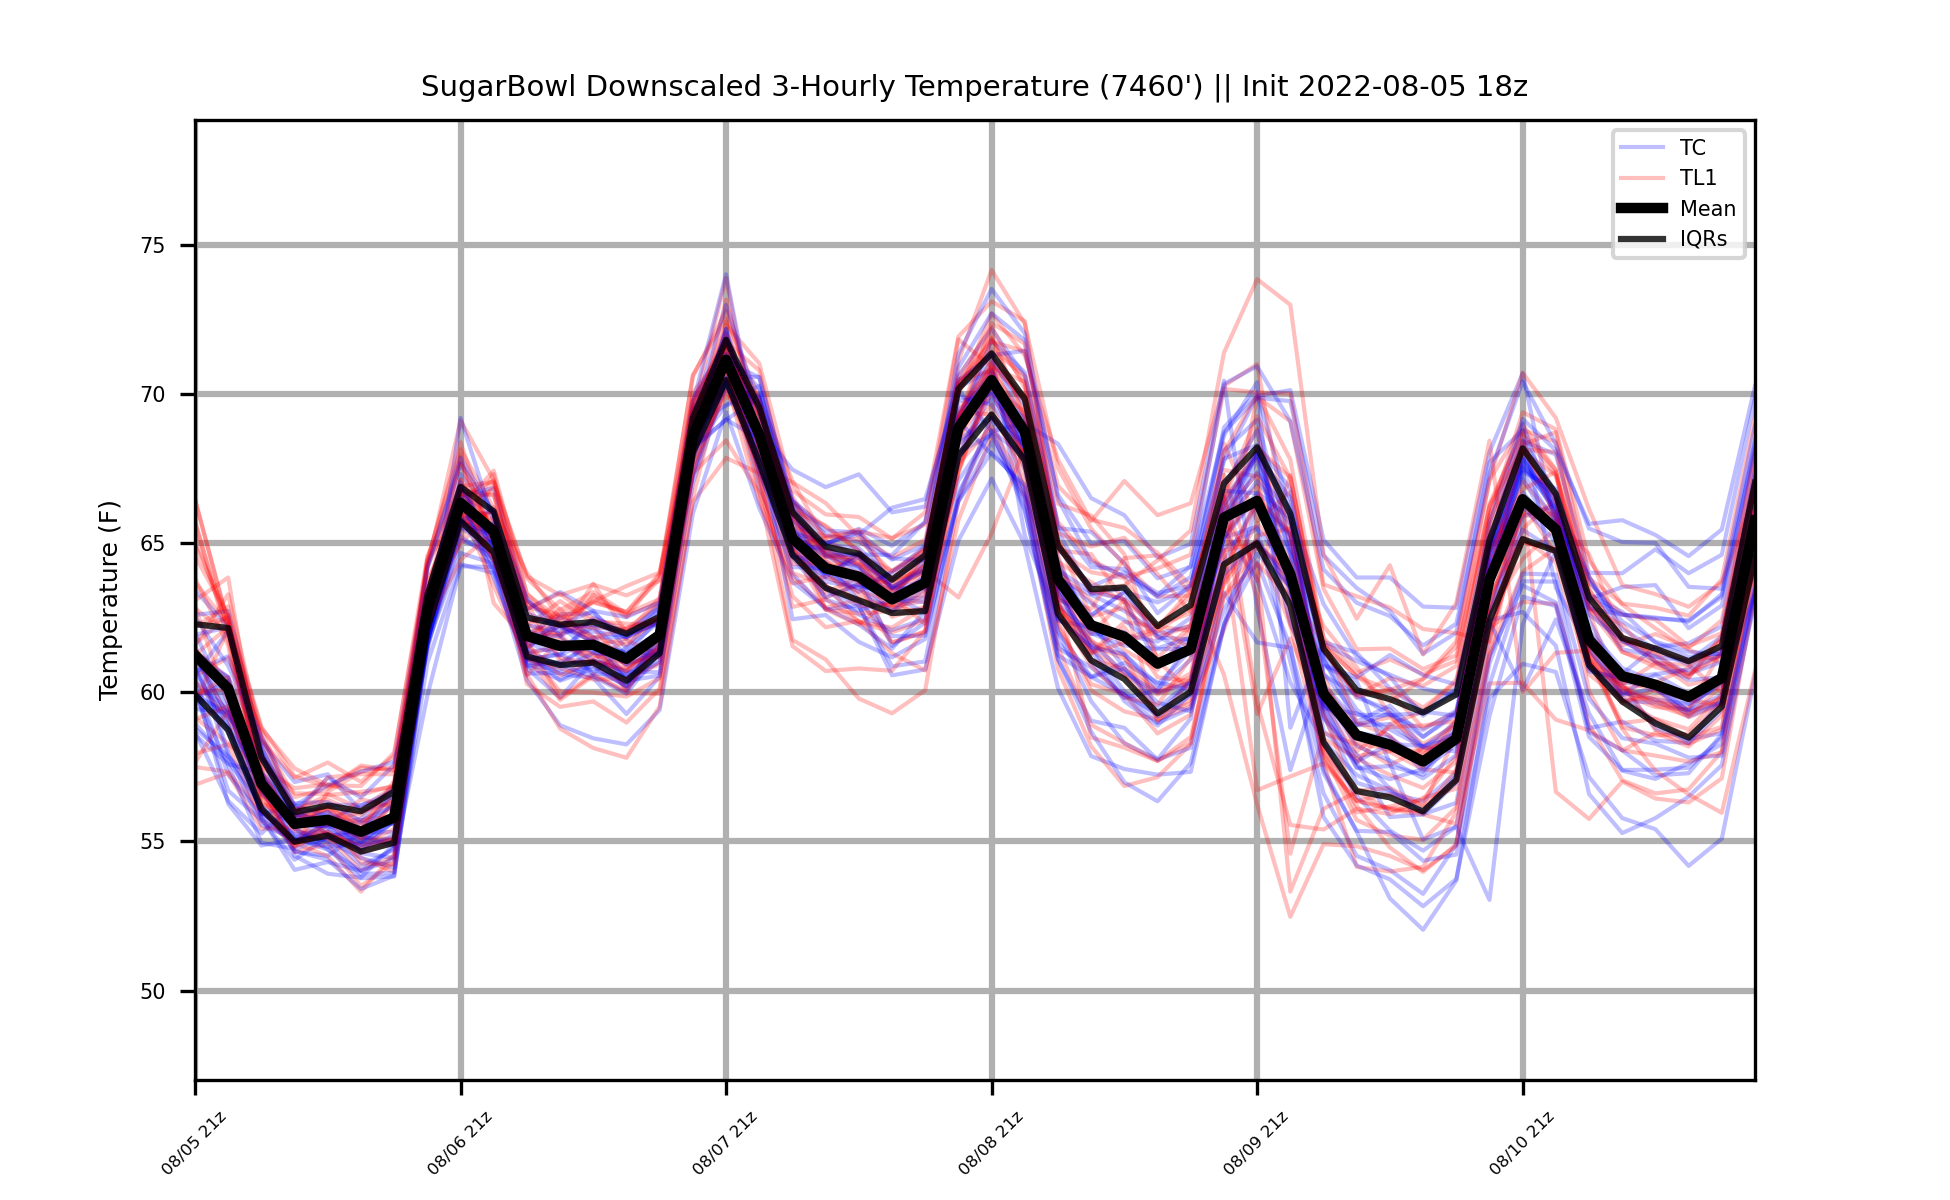 SugarBowl Downscaled 3-Hourly Temperature (7460') || Init 2022-08-05 18z
TC
TL1
Mean
IQRs
Temperature (F)
75
70
65
60
55
50
08/05 21z
08/06 21z
08/07 21z
08/08 21z
08/09 21z
08/10 21z